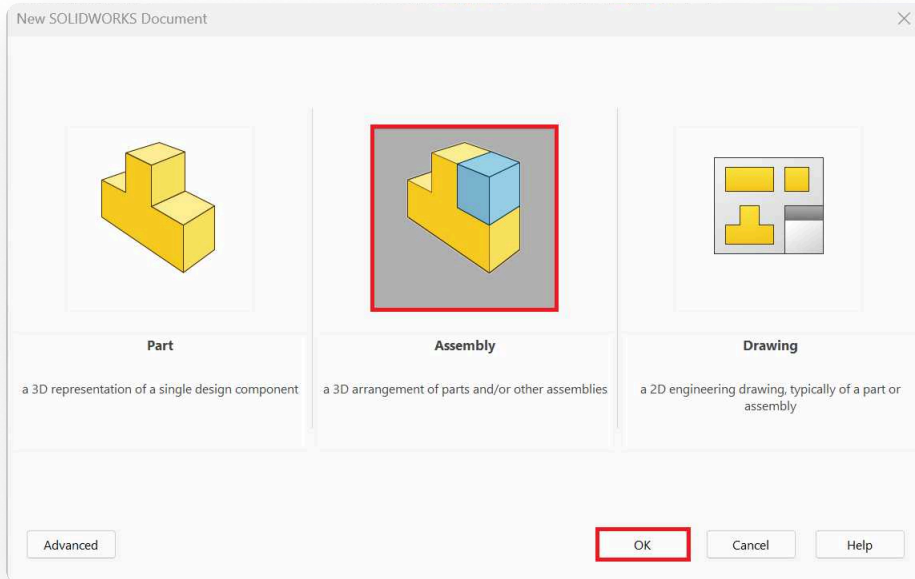 New SOLIDWORKS Document
Part
a 3D representation of a single design component
Assembly
a 3D arrangement of parts and/or other assemblies
Drawing
a 2D engineering drawing, typically of a part or
assembly
Advanced
OK
Cancel
Help